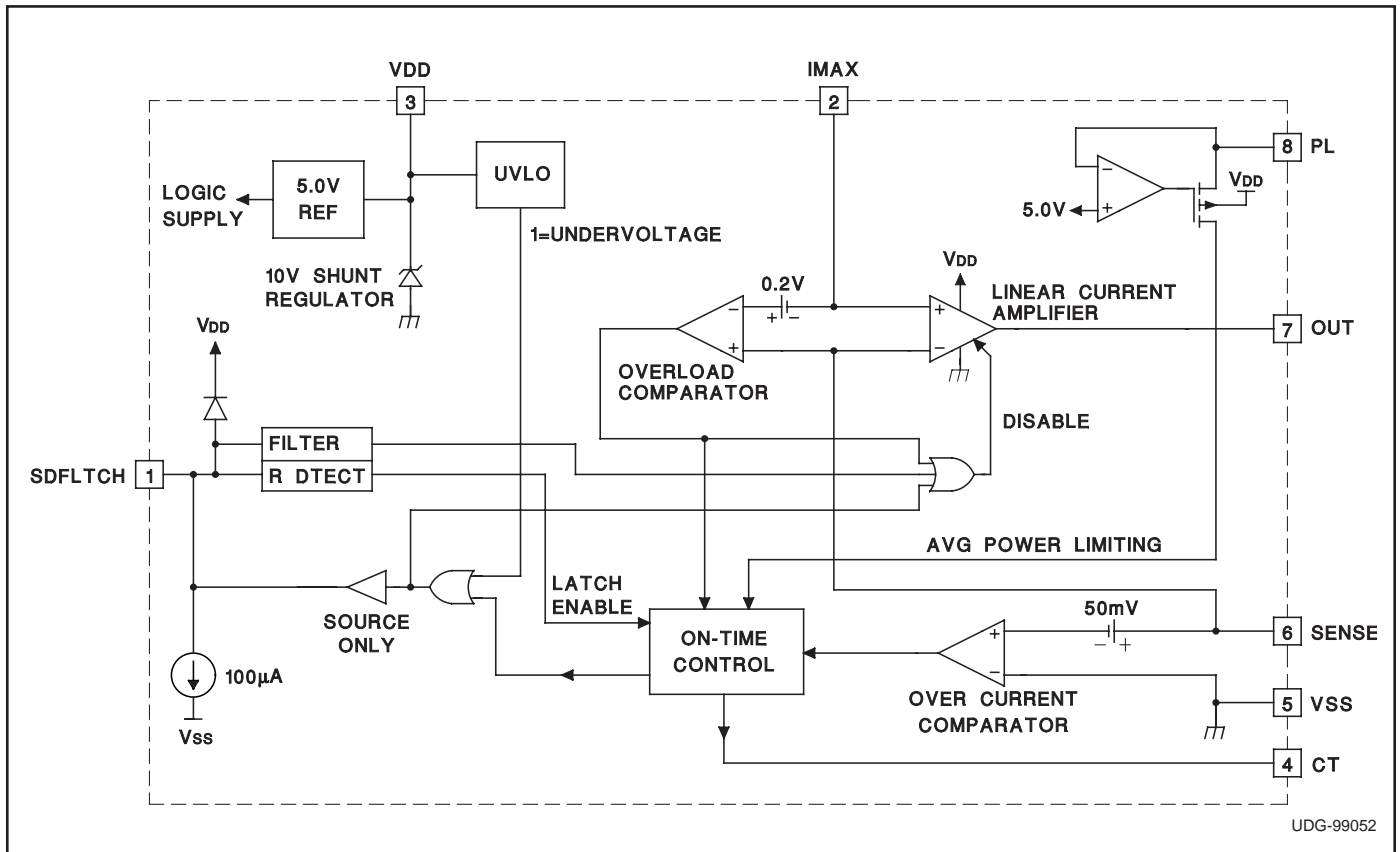 VDD
3
IMAX
2
8 PL
UVLO
5.0V
REF
LOGIC
SUPPLY
VDD
5.0V
-
+
1=UNDERVOLTAGE
10V SHUNT
REGULATOR
VDD
0.2V
+ -
-
+
+
-
LINEAR CURRENT
AMPLIFIER
7 OUT
VDD
OVERLOAD
COMPARATOR
DISABLE
FILTER
R DTECT
SDFLTCH 1
AVG POWER LIMITING
LATCH
ENABLE
SOURCE
ONLY
ON-TIME
CONTROL
50mV
- +
+
-
6 SENSE
100µA
VSS
OVER CURRENT
COMPARATOR
5 VSS
4 CT
UDG-99052